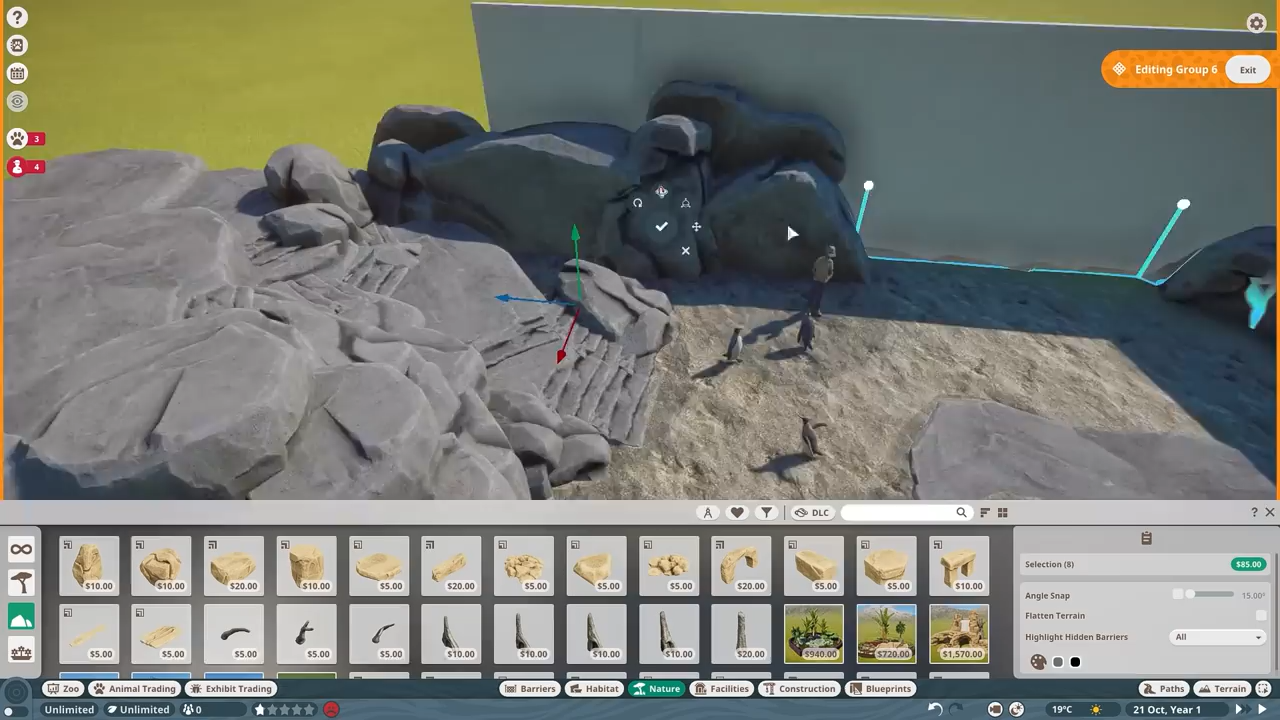 ?
Editing Group 6 Exit
3
4
DLC
? ×
$10.00 $10.00 $20.00 $10.00 $5.00 $20.00 $5.00 $5.00 $5.00 $20.00 $5.00 $5.00 $10.00
$5.00 $5.00 $5.00 $5.00 $5.00 $10.00 $10.00 $10.00 $10.00 $20.00 $940.00 $720.00 $1,570.00
Selection (8) $85.00
Angle Snap 15.00°
Flatten Terrain
Highlight Hidden Barriers All
Zoo Animal Trading Exhibit Trading Barriers Habitat Nature Facilities Construction Blueprints Paths Terrain
Unlimited Unlimited 0 19°C 21 Oct, Year 1